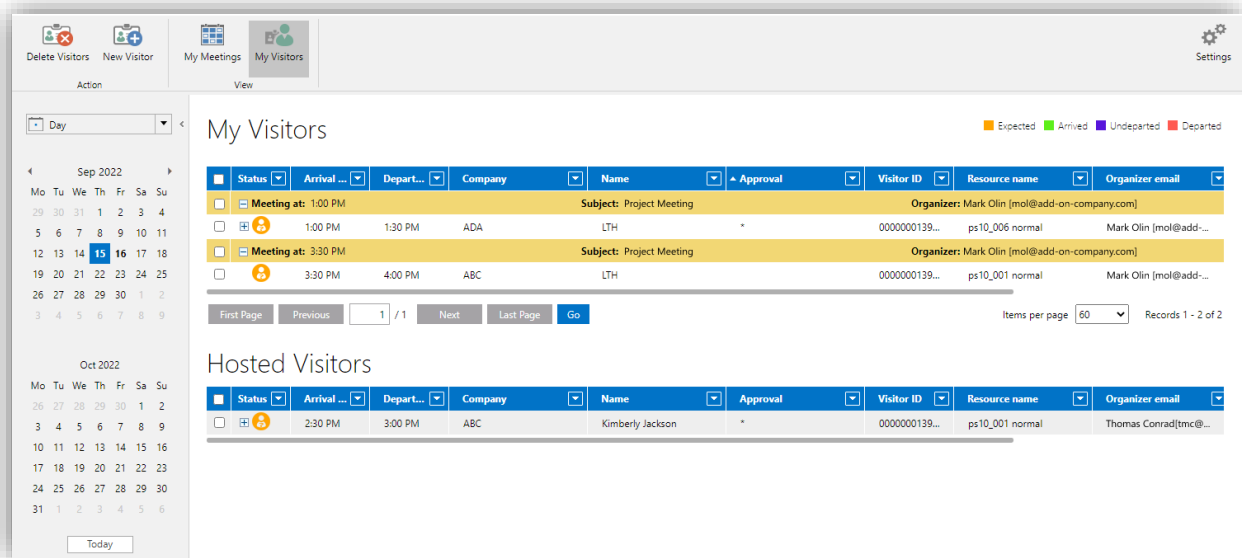 Delete Visitors New Visitor My Meetings My Visitors Settings
Action View
Day
My Visitors
Expected Arrived Undeparted Departed
Sep 2022
Mo Tu We Th Fr Sa Su
29 30 31 1 2 3 4
5 6 7 8 9 10 11
12 13 14 15 16 17 18
19 20 21 22 23 24 25
26 27 28 29 30 1 2
3 4 5 6 7 8 9
Status Arrival ... Depart... Company Name Approval Visitor ID Resource name Organizer email
Meeting at: 1:00 PM Subject: Project Meeting Organizer: Mark Olin [mol@add-on-company.com]
1:00 PM 1:30 PM ADA LTH * 0000000139... ps10_006 normal Mark Olin [mol@add-...
Meeting at: 3:30 PM Subject: Project Meeting Organizer: Mark Olin [mol@add-on-company.com]
3:30 PM 4:00 PM ABC LTH 0000000139... ps10_001 normal Mark Olin [mol@add-...
First Page Previous 1 / 1 Next Last Page Go Items per page 60 Records 1 - 2 of 2
Hosted Visitors
Status Arrival ... Depart... Company Name Approval Visitor ID Resource name Organizer email
2:30 PM 3:00 PM ABC Kimberly Jackson * 0000000139... ps10_001 normal Thomas Conrad[tmc@...
Oct 2022
Mo Tu We Th Fr Sa Su
26 27 28 29 30 1 2
3 4 5 6 7 8 9
10 11 12 13 14 15 16
17 18 19 20 21 22 23
24 25 26 27 28 29 30
31 1 2 3 4 5 6
Today